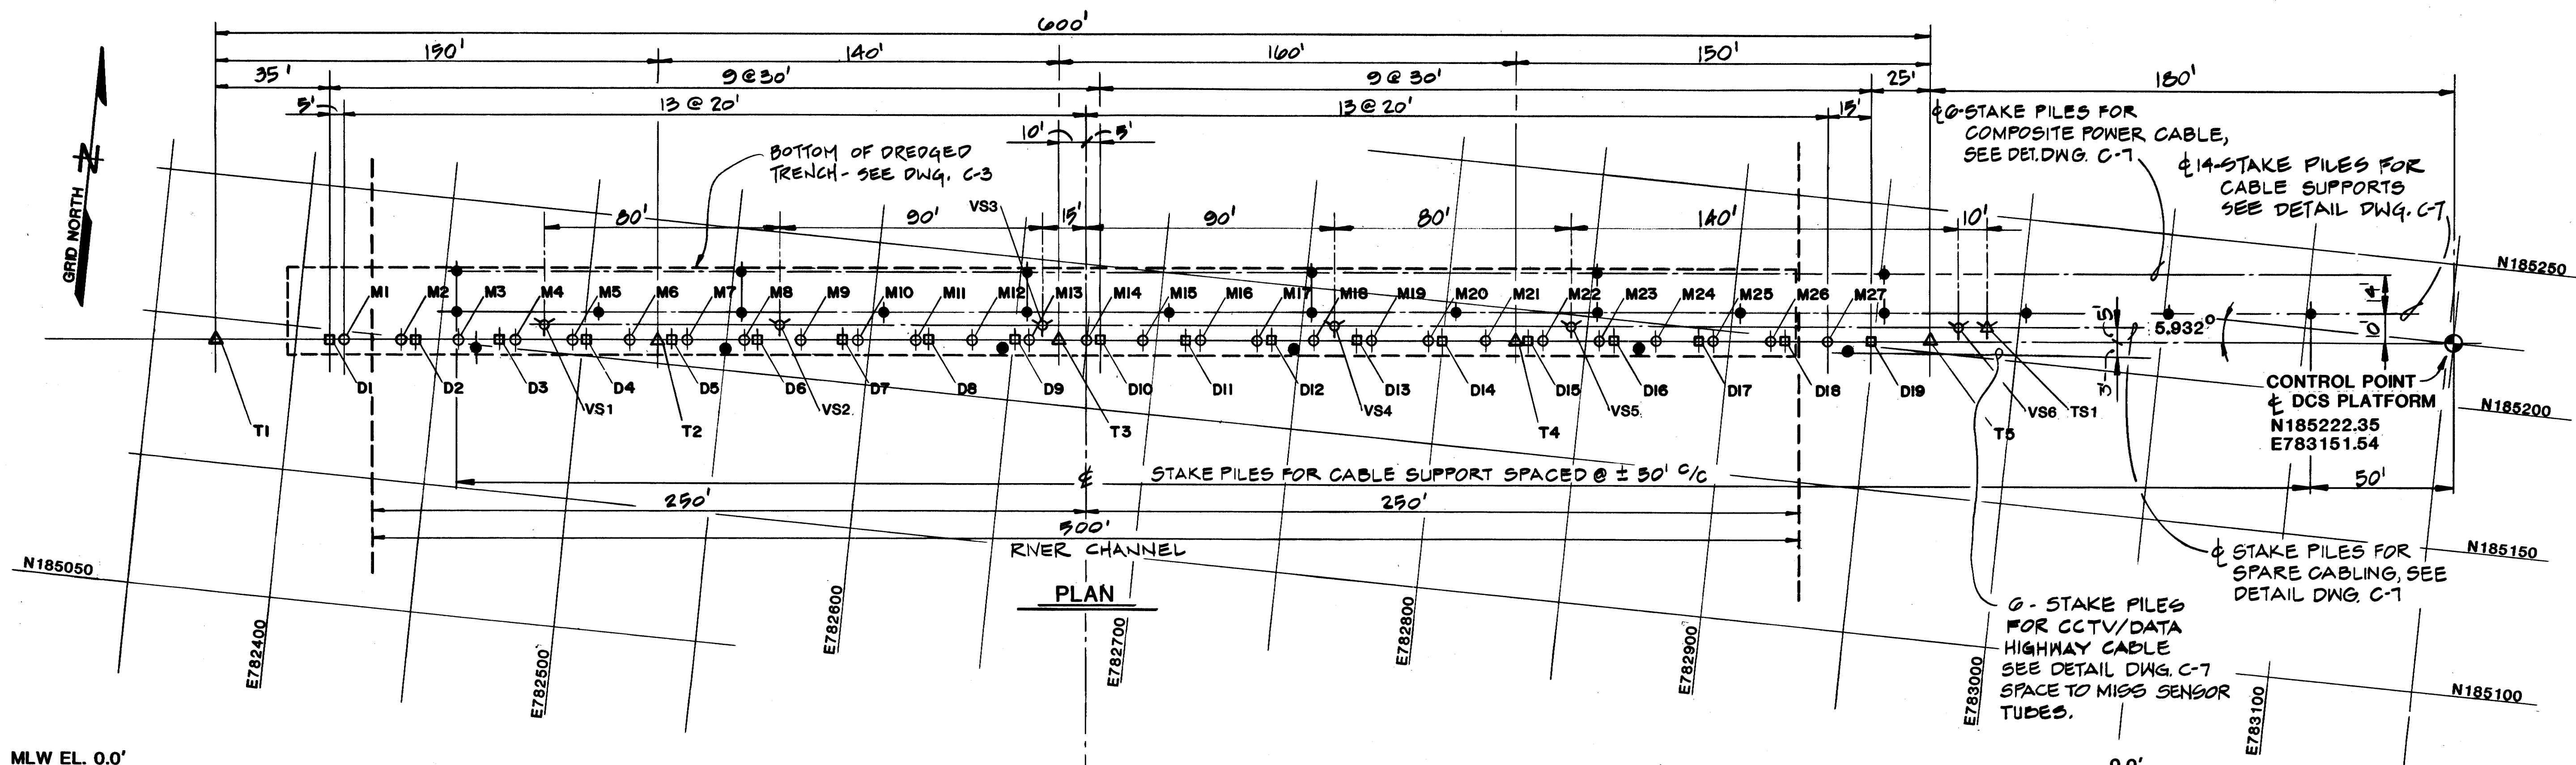 600'
150'
140'
160'
150'
35'
9 @ 30'
9 @ 30'
25'
180'
5'
13 @ 20'
13 @ 20'
15'
10'
5'
GRID NORTH
N
BOTTOM OF DREDGED
TRENCH - SEE DWG. C-3
℄ 6-STAKE PILES FOR
COMPOSITE POWER CABLE,
SEE DET. DWG. C-7
℄ 14-STAKE PILES FOR
CABLE SUPPORTS
SEE DETAIL DWG. C-7
VS3
80'
90'
15'
90'
80'
140'
10'
N185250
M1 M2 M3 M4 M5 M6 M7 M8 M9 M10 M11 M12 M13 M14 M15 M16 M17 M18 M19 M20 M21 M22 M23 M24 M25 M26 M27
14'
10'
5'
3'
5.932°
D1 D2 D3 D4 D5 D6 D7 D8 D9 D10 D11 D12 D13 D14 D15 D16 D17 D18 D19
VS1 VS2 VS4 VS5 VS6 TS1
T1 T2 T3 T4 T5
CONTROL POINT
℄ DCS PLATFORM
N185222.35
E783151.54
N185200
℄ STAKE PILES FOR CABLE SUPPORT SPACED @ ± 50' C/C
50'
250'
250'
500'
RIVER CHANNEL
PLAN
N185150
℄ STAKE PILES FOR
SPARE CABLING, SEE
DETAIL DWG. C-7
6 - STAKE PILES
FOR CCTV/DATA
HIGHWAY CABLE
SEE DETAIL DWG. C-7
SPACE TO MISS SENSOR
TUBES.
N185050
N185100
E782400
E782500
E782600
E782700
E782800
E782900
E783000
E783100
MLW EL. 0.0'
0.0'